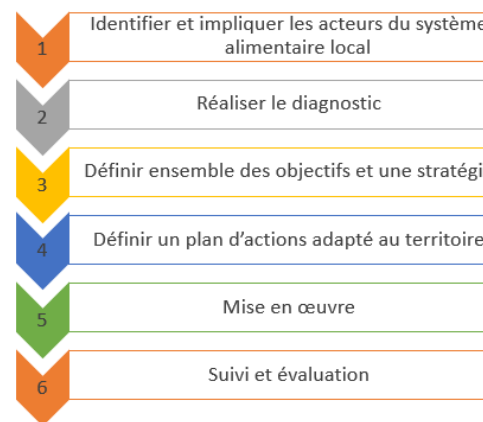 1
Identifier et impliquer les acteurs du système
alimentaire local
2
Réaliser le diagnostic
3
Définir ensemble des objectifs et une stratégi
4
Définir un plan d'actions adapté au territoire
5
Mise en œuvre
6
Suivi et évaluation